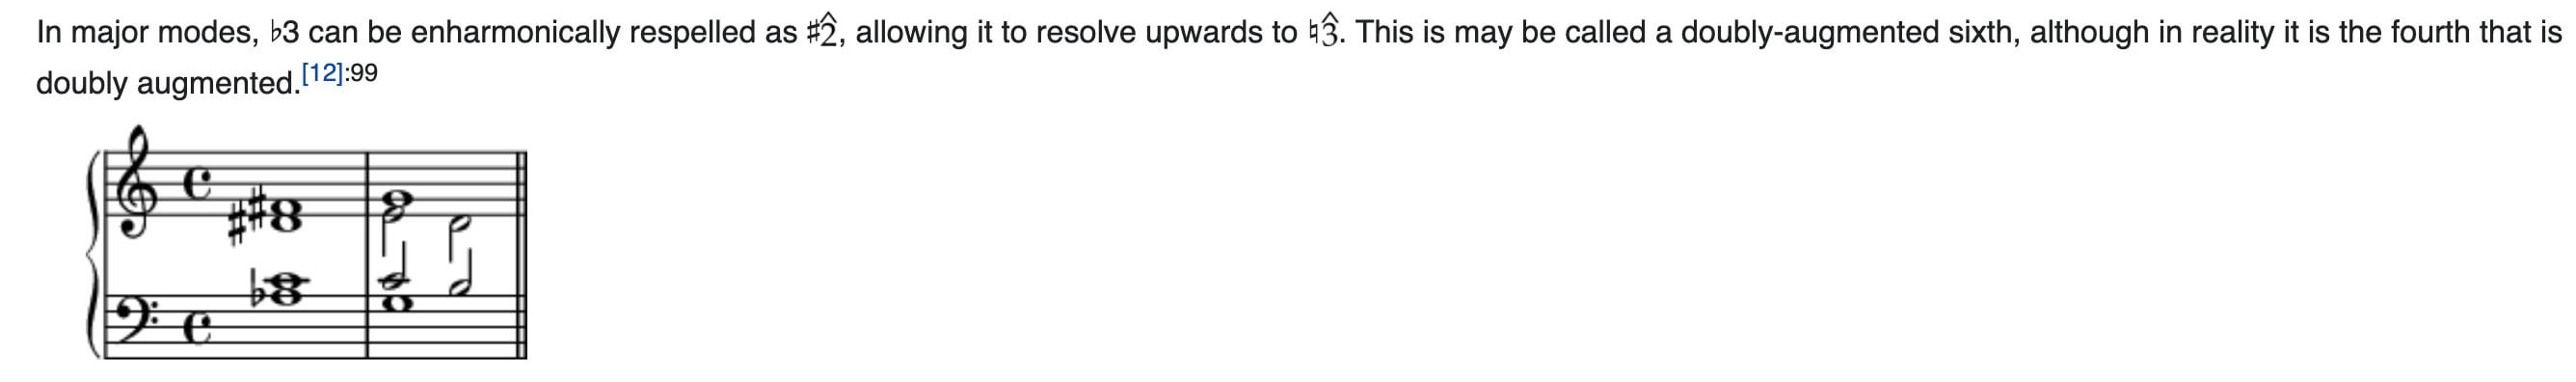 In major modes, ♭3 can be enharmonically respelled as ♯2̂, allowing it to resolve upwards to ♮3̂. This is may be called a doubly-augmented sixth, although in reality it is the fourth that is
doubly augmented.[12]:99